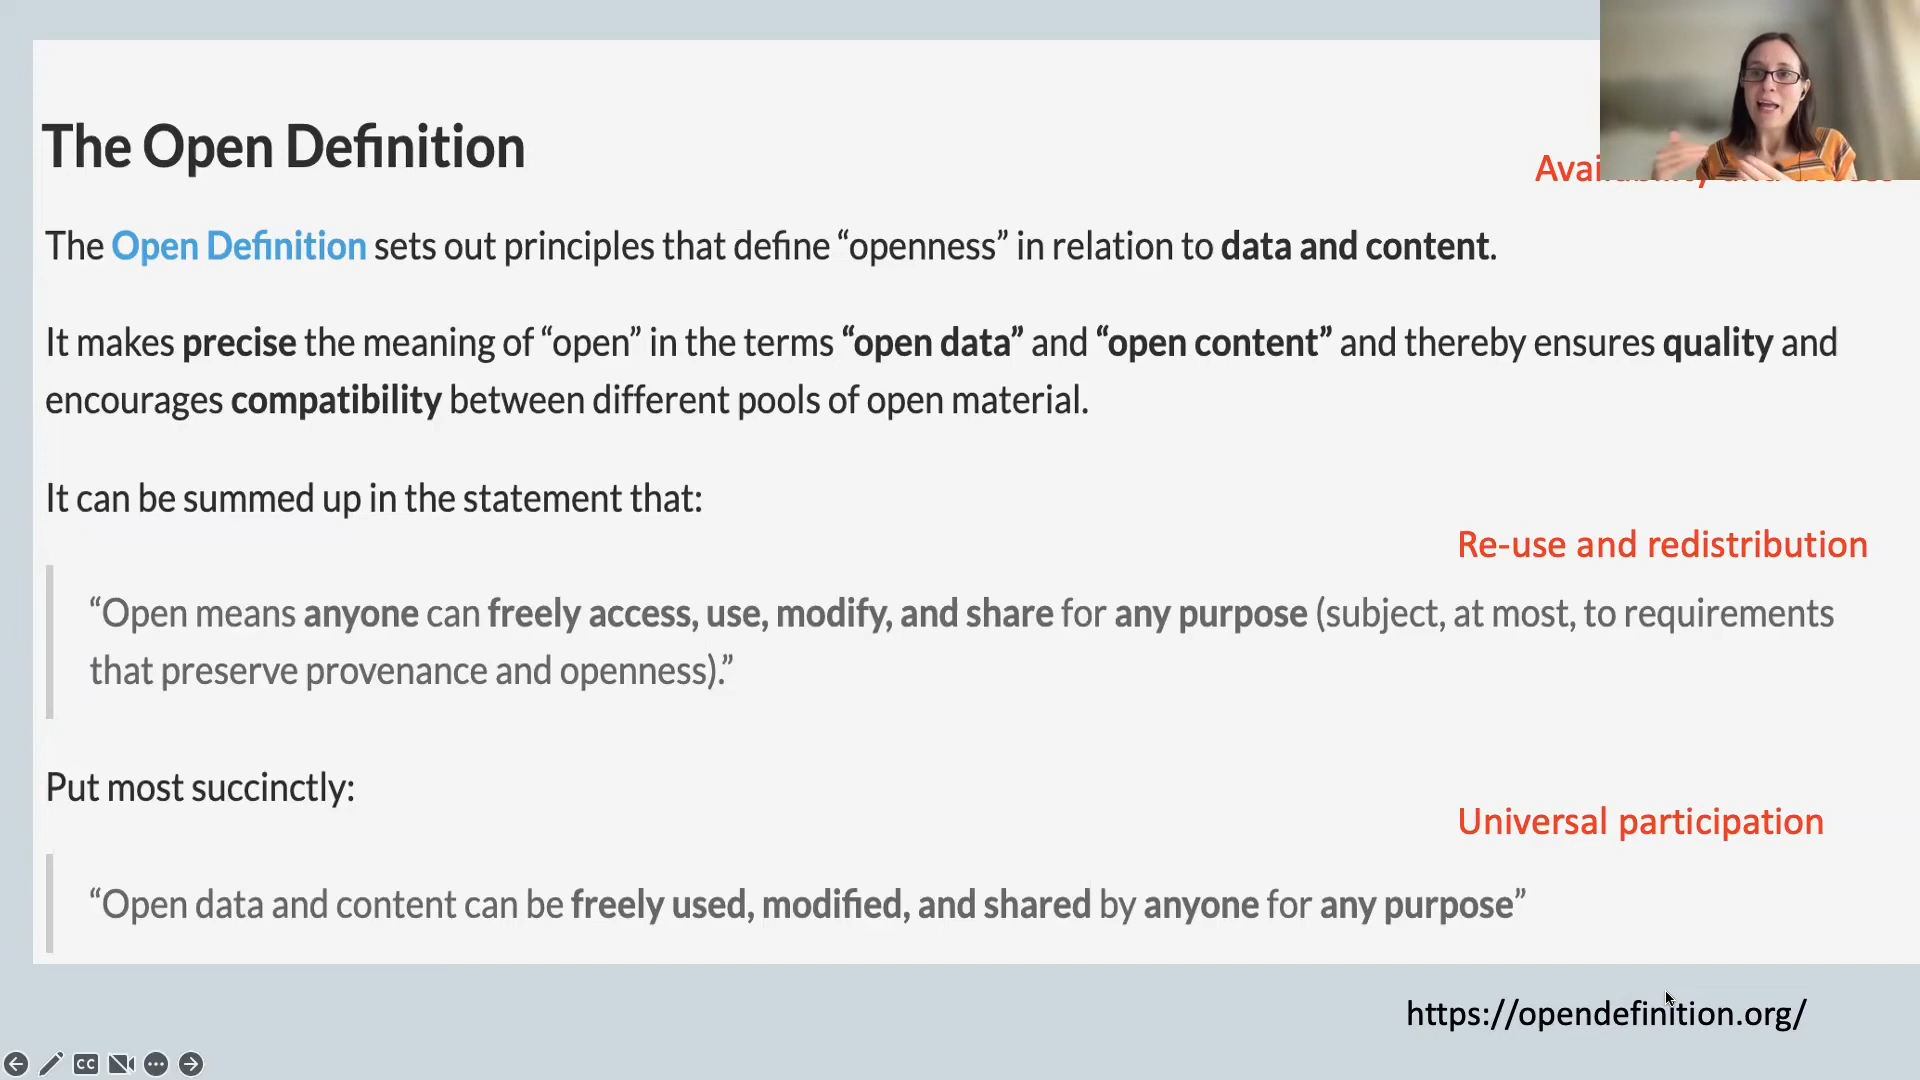 The Open Definition
The Open Definition sets out principles that define “openness” in relation to data and content.
It makes precise the meaning of “open” in the terms “open data” and “open content” and thereby ensures quality and
encourages compatibility between different pools of open material.
It can be summed up in the statement that:
Re-use and redistribution
“Open means anyone can freely access, use, modify, and share for any purpose (subject, at most, to requirements
that preserve provenance and openness).”
Put most succinctly:
Universal participation
“Open data and content can be freely used, modified, and shared by anyone for any purpose”
https://opendefinition.org/
CC